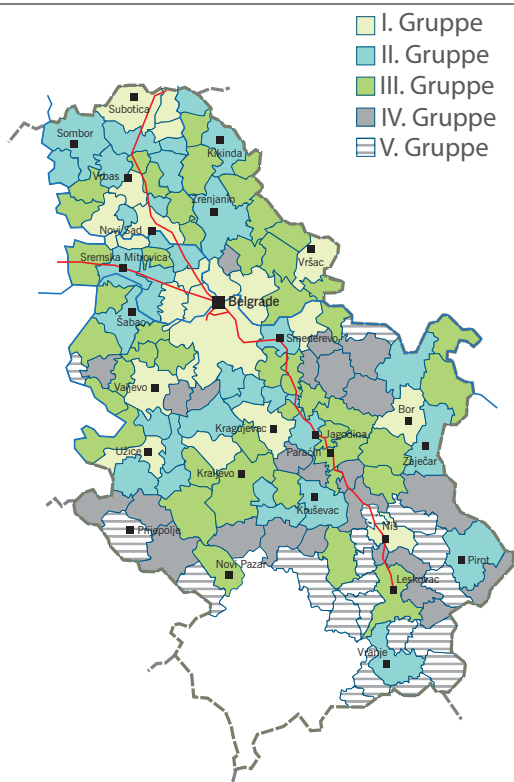 I. Gruppe
II. Gruppe
III. Gruppe
IV. Gruppe
V. Gruppe
Subotica
Sombor
Kikinda
Vrbas
Zrenjanin
Novi Sad
Sremska Mitrovica
Vršac
Belgrade
Šabac
Smederevo
Valjevo
Bor
Kragujevac
Jagodina
Užice
Paraćin
Zaječar
Kraljevo
Kruševac
Prijepolje
Niš
Pirot
Novi Pazar
Leskovac
Vranje